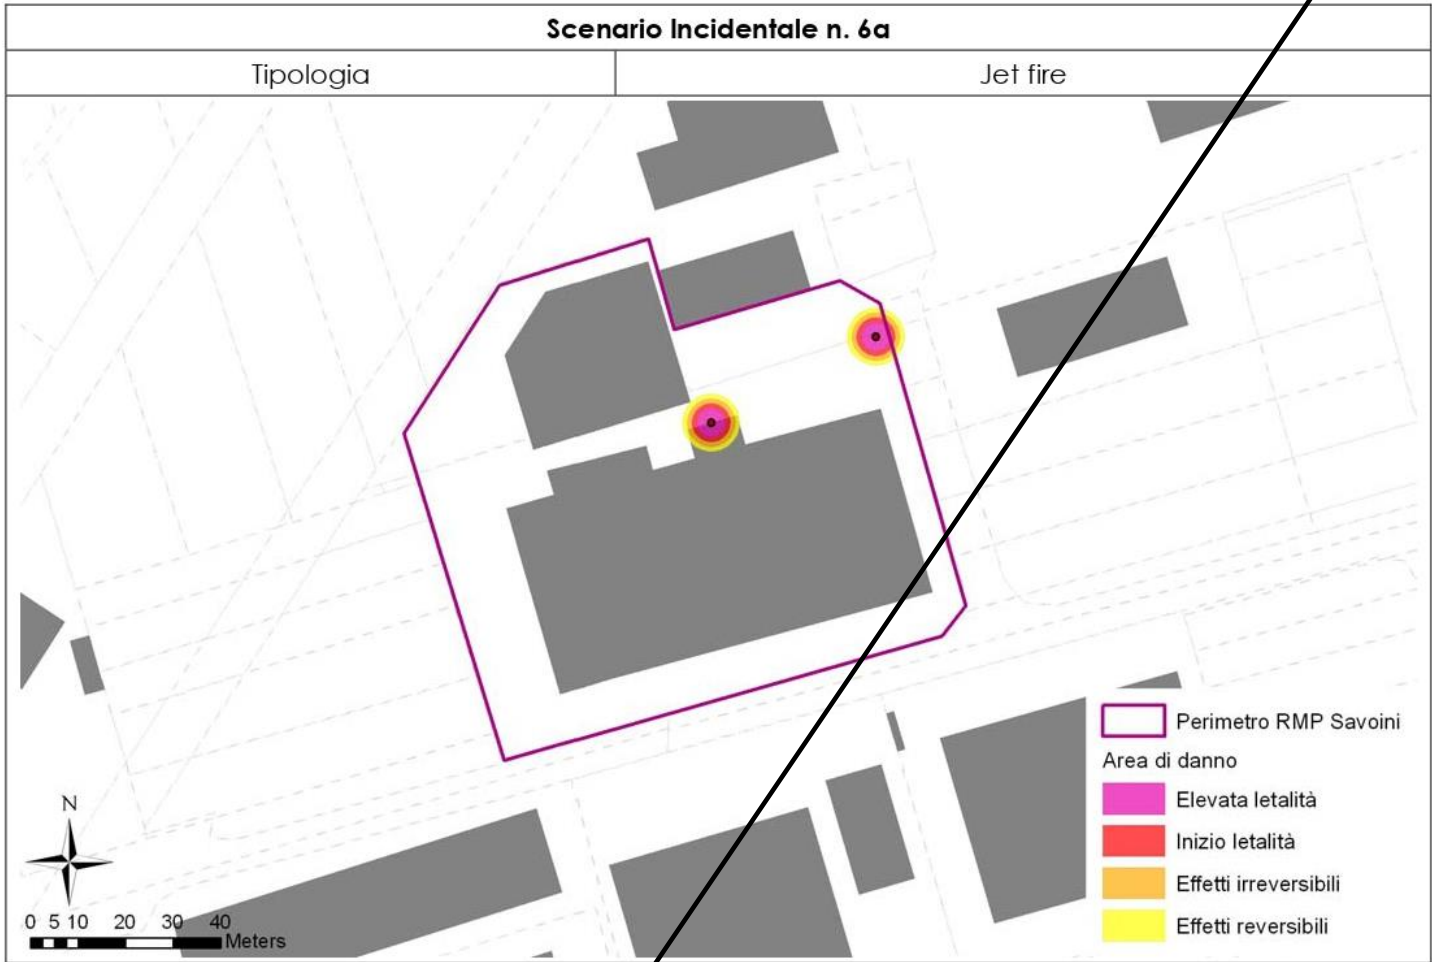 Scenario Incidentale n. 6a
Tipologia Jet fire
Perimetro RMP Savoini
Area di danno
Elevata letalità
Inizio letalità
Effetti irreversibili
Effetti reversibili
N
0 5 10 20 30 40
Meters